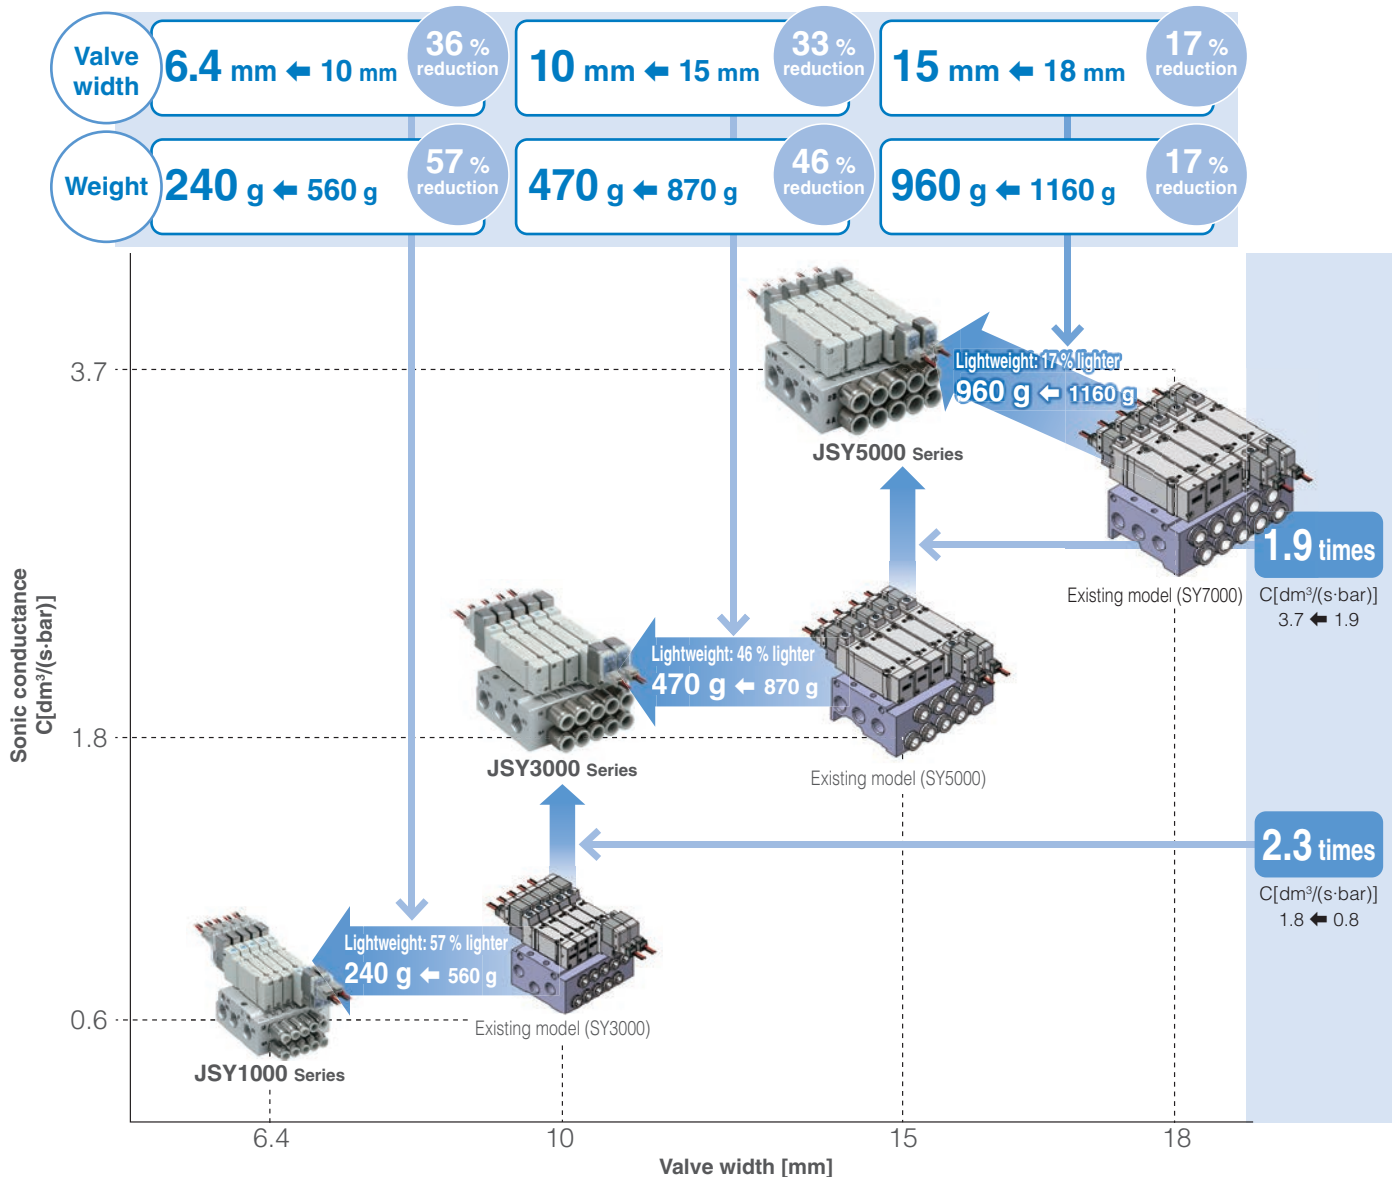 Valve width
6.4 mm ⬅ 10 mm
36 % reduction
10 mm ⬅ 15 mm
33 % reduction
15 mm ⬅ 18 mm
17 % reduction
Weight
240 g ⬅ 560 g
57 % reduction
470 g ⬅ 870 g
46 % reduction
960 g ⬅ 1160 g
17 % reduction
3.7
Lightweight: 17 % lighter
960 g ⬅ 1160 g
JSY5000 Series
1.9 times
Existing model (SY7000)
C[dm³/(s·bar)]
3.7 ⬅ 1.9
Lightweight: 46 % lighter
470 g ⬅ 870 g
Sonic conductance
C[dm³/(s·bar)]
1.8
JSY3000 Series
Existing model (SY5000)
2.3 times
C[dm³/(s·bar)]
1.8 ⬅ 0.8
Lightweight: 57 % lighter
240 g ⬅ 560 g
0.6
Existing model (SY3000)
JSY1000 Series
6.4
10
15
18
Valve width [mm]